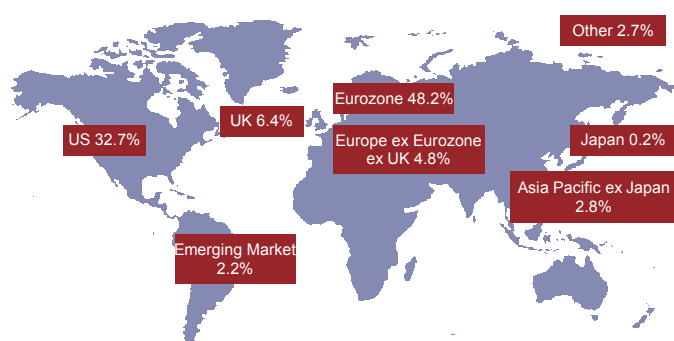 Other 2.7%
Eurozone 48.2%
UK 6.4%
US 32.7%
Europe ex Eurozone
ex UK 4.8%
Japan 0.2%
Asia Pacific ex Japan
2.8%
Emerging Market
2.2%